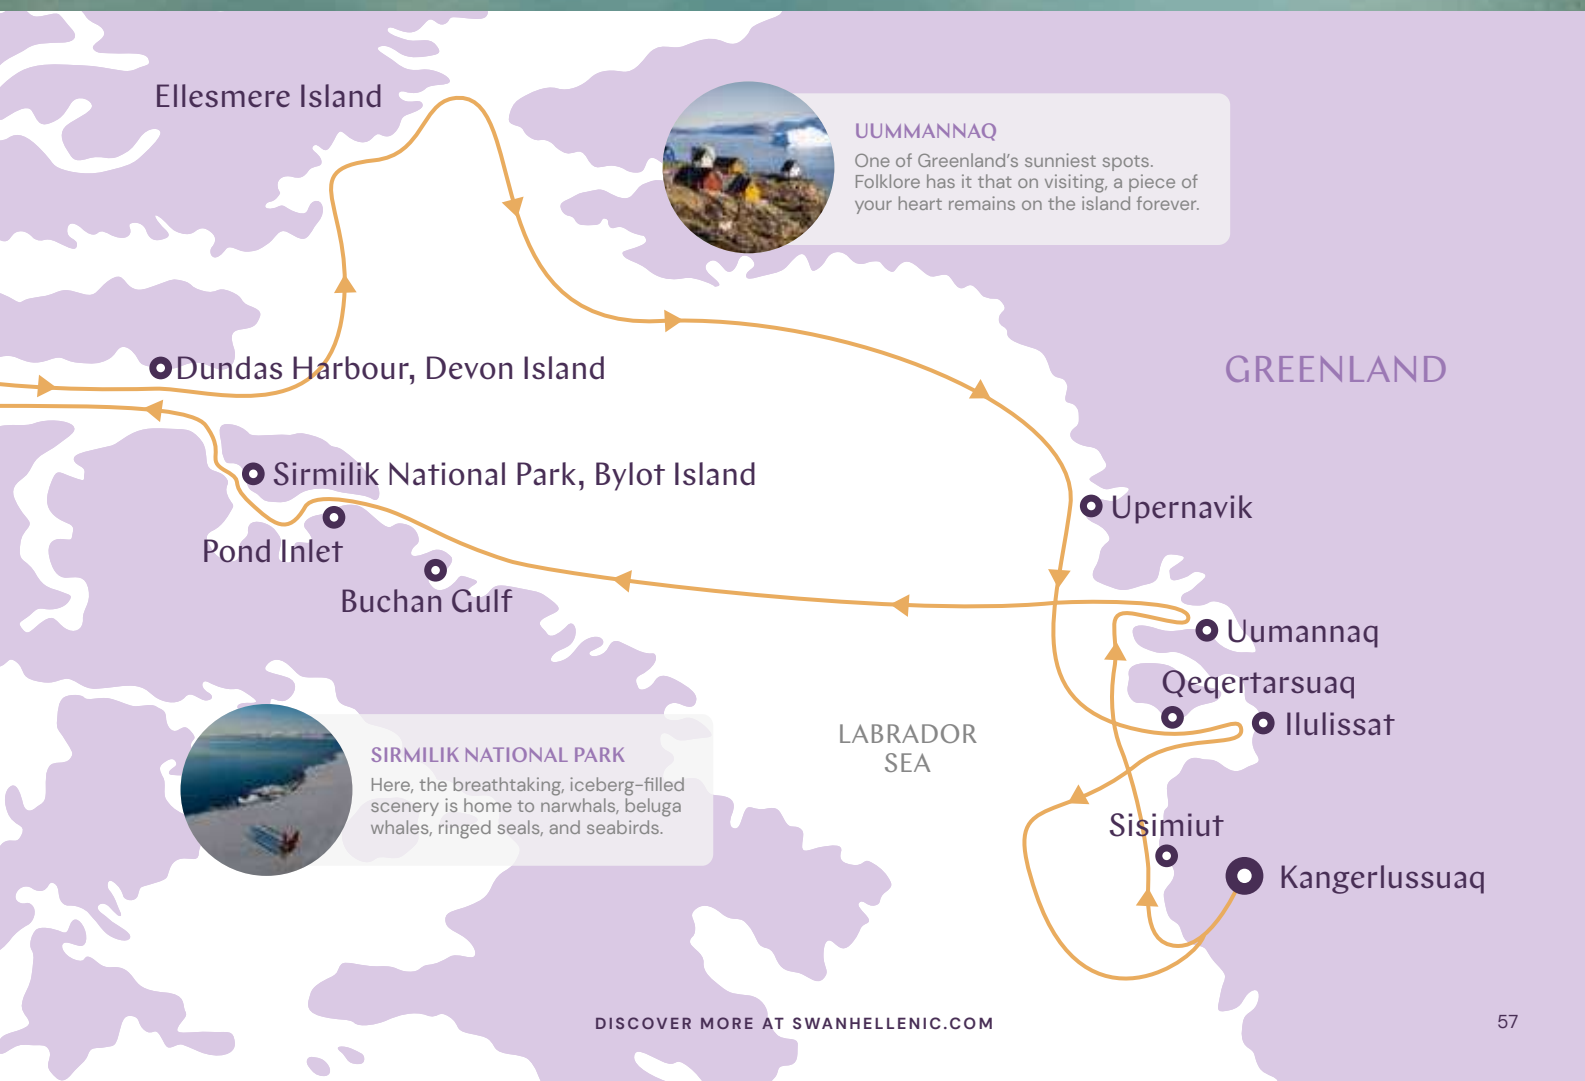 Ellesmere Island
UUMMANNAQ
One of Greenland's sunniest spots.
Folklore has it that on visiting, a piece of
your heart remains on the island forever.
Dundas Harbour, Devon Island
GREENLAND
Sirmilik National Park, Bylot Island
Upernavik
Pond Inlet
Buchan Gulf
Uumannaq
Qeqertarsuaq
Ilulissat
LABRADOR
SEA
SIRMILIK NATIONAL PARK
Here, the breathtaking, iceberg-filled
scenery is home to narwhals, beluga
whales, ringed seals, and seabirds.
Sisimiut
Kangerlussuaq
DISCOVER MORE AT SWANHELLENIC.COM
57